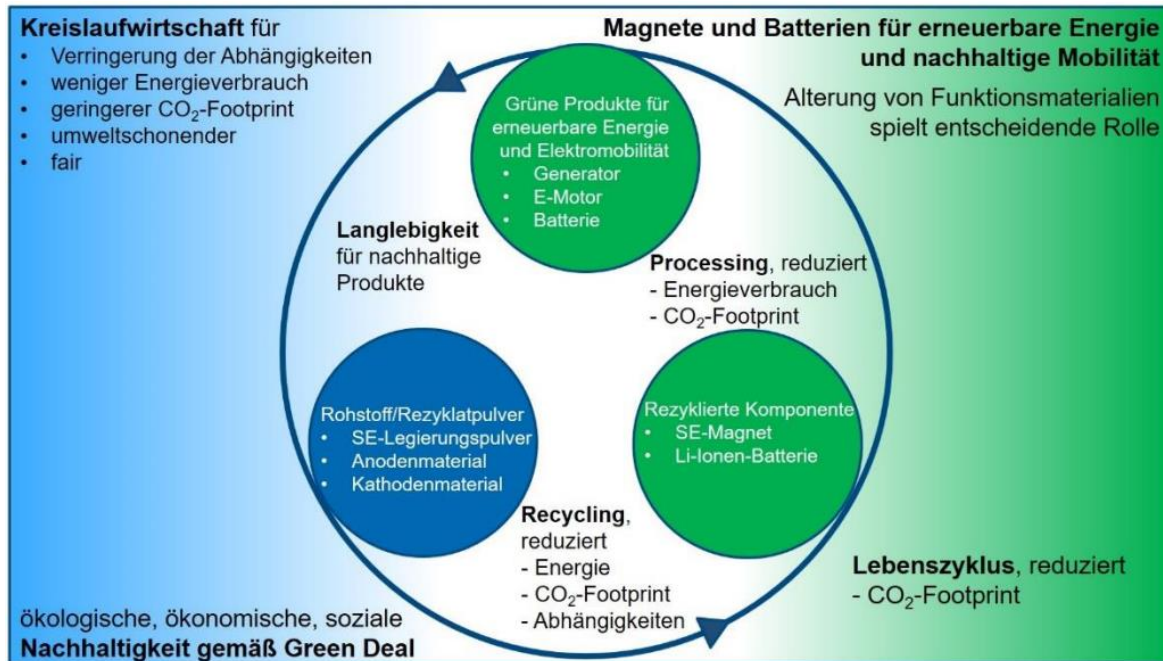 Kreislaufwirtschaft für
• Verringerung der Abhängigkeiten
• weniger Energieverbrauch
• geringerer CO₂-Footprint
• umweltschonender
• fair
Magnete und Batterien für erneuerbare Energie
und nachhaltige Mobilität
Alterung von Funktionsmaterialien
spielt entscheidende Rolle
Grüne Produkte für
erneuerbare Energie
und Elektromobilität
• Generator
• E-Motor
• Batterie
Langlebigkeit
für nachhaltige
Produkte
Processing, reduziert
- Energieverbrauch
- CO₂-Footprint
Rohstoff/Rezyklatpulver
• SE-Legierungspulver
• Anodenmaterial
• Kathodenmaterial
Rezyklierte Komponente
• SE-Magnet
• Li-Ionen-Batterie
Recycling,
reduziert
- Energie
- CO₂-Footprint
- Abhängigkeiten
Lebenszyklus, reduziert
- CO₂-Footprint
ökologische, ökonomische, soziale
Nachhaltigkeit gemäß Green Deal